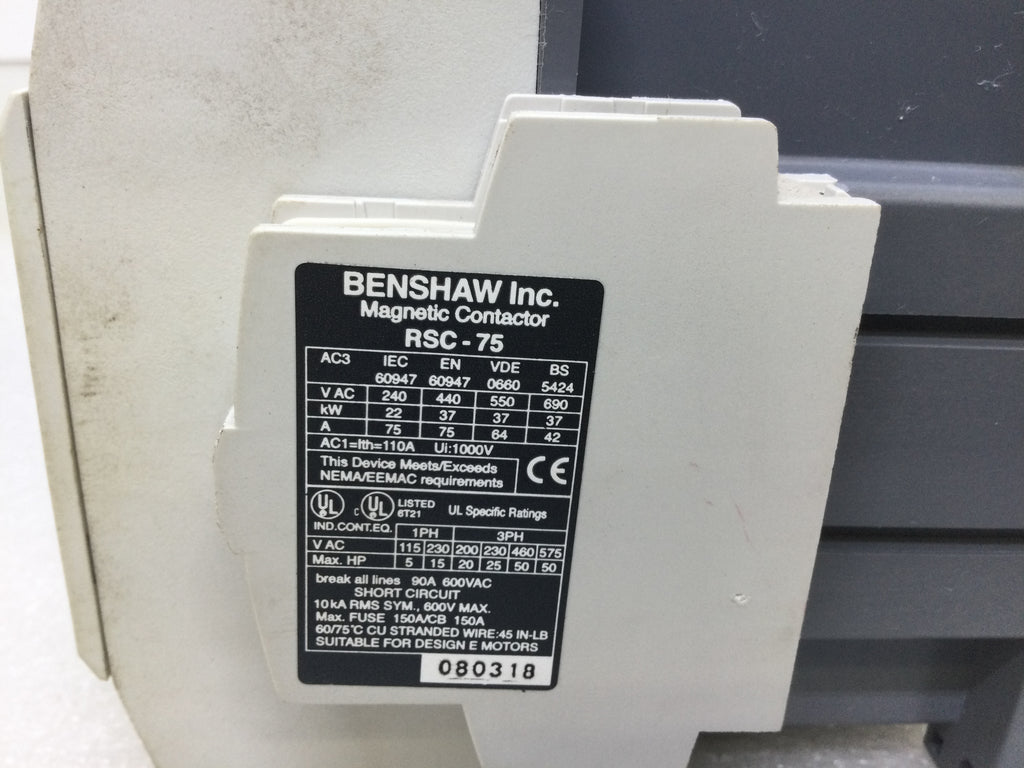 BENSHAW Inc.
Magnetic Contactor
RSC - 75
AC3 IEC EN VDE BS
60947 60947 0660 5424
V AC 240 440 550 690
kW 22 37 37 37
A 75 75 64 42
AC1=Ith=110A Ui:1000V
This Device Meets/Exceeds
NEMA/EEMAC requirements
CE
UL c UL LISTED 6T21 UL Specific Ratings
IND.CONT.EQ. 1PH 3PH
V AC 115 230 200 230 460 575
Max. HP 5 15 20 25 50 50
break all lines 90A 600VAC
SHORT CIRCUIT
10kA RMS SYM., 600V MAX.
Max. FUSE 150A/CB 150A
60/75°C CU STRANDED WIRE:45 IN-LB
SUITABLE FOR DESIGN E MOTORS
080318